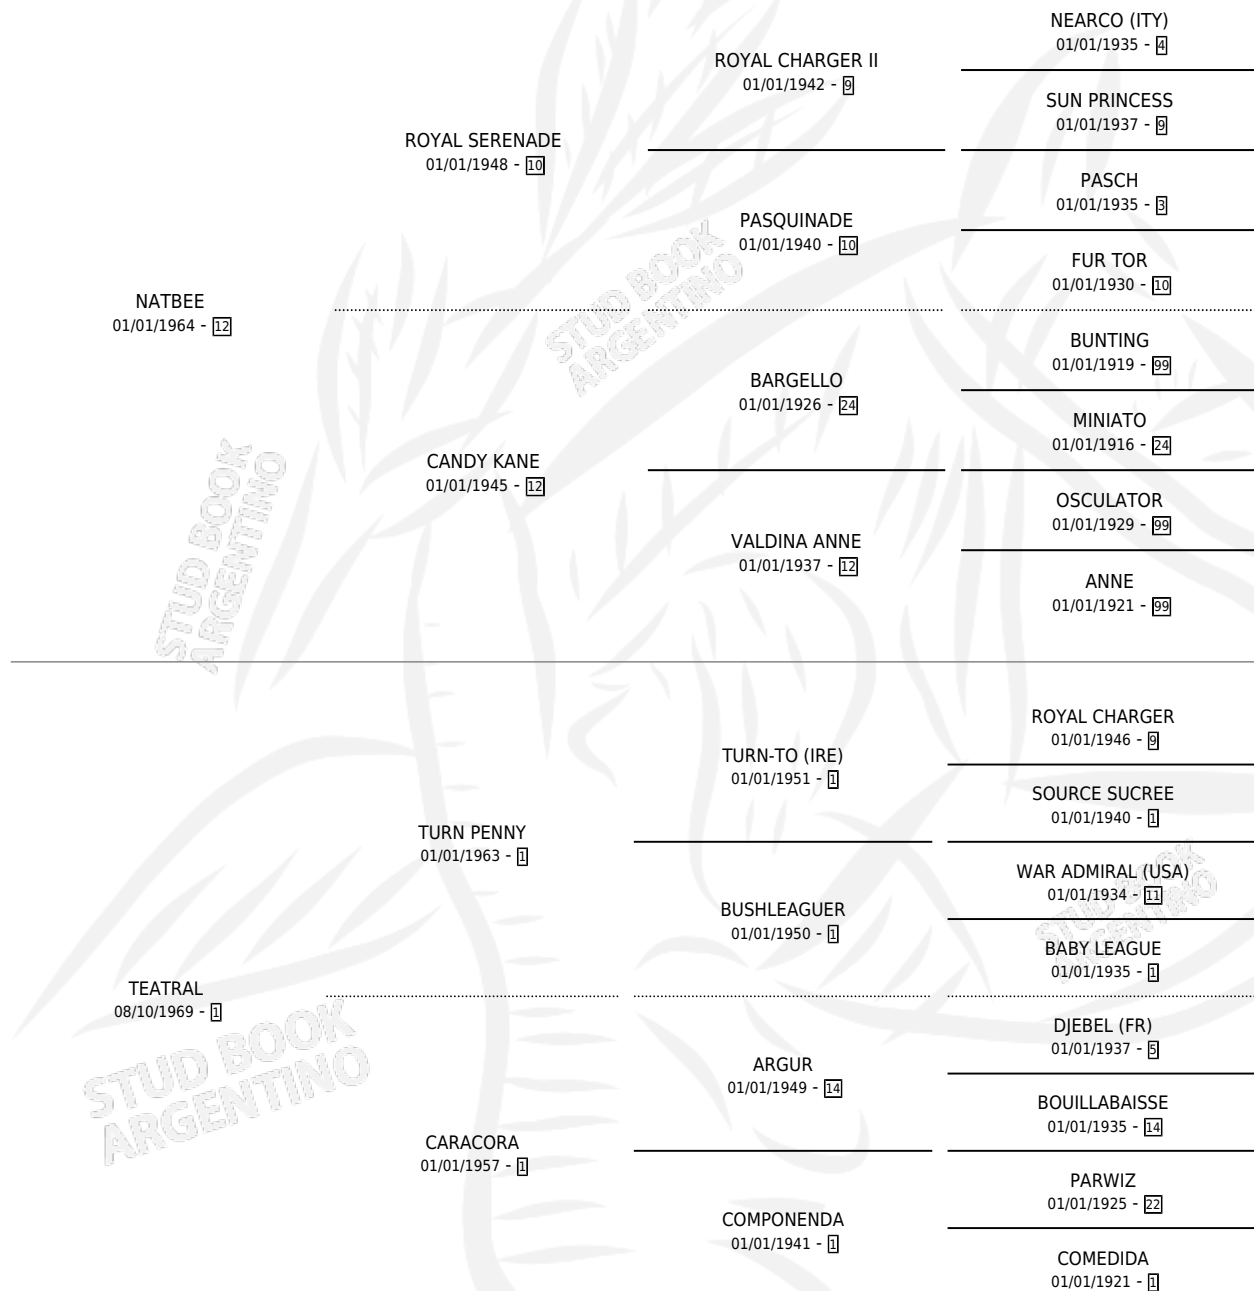 NEARCO (ITY)
01/01/1935 - 4
ROYAL CHARGER II
01/01/1942 - 9
SUN PRINCESS
01/01/1937 - 9
ROYAL SERENADE
01/01/1948 - 10
PASCH
01/01/1935 - 3
PASQUINADE
01/01/1940 - 10
FUR TOR
01/01/1930 - 10
NATBEE
01/01/1964 - 12
BUNTING
01/01/1919 - 99
BARGELLO
01/01/1926 - 24
MINIATO
01/01/1916 - 24
CANDY KANE
01/01/1945 - 12
OSCULATOR
01/01/1929 - 99
VALDINA ANNE
01/01/1937 - 12
ANNE
01/01/1921 - 99
STUD BOOK
ARGENTINO
STUD BOOK
ARGENTINO
ROYAL CHARGER
01/01/1946 - 9
TURN-TO (IRE)
01/01/1951 - 1
SOURCE SUCREE
01/01/1940 - 1
TURN PENNY
01/01/1963 - 1
WAR ADMIRAL (USA)
01/01/1934 - 11
BUSHLEAGUER
01/01/1950 - 1
BABY LEAGUE
01/01/1935 - 1
STUD BOOK
ARGENTINO
TEATRAL
08/10/1969 - 1
DJEBEL (FR)
01/01/1937 - 5
ARGUR
01/01/1949 - 14
BOUILLABAISSE
01/01/1935 - 14
CARACORA
01/01/1957 - 1
PARWIZ
01/01/1925 - 22
COMPONENDA
01/01/1941 - 1
COMEDIDA
01/01/1921 - 1
STUD BOOK
ARGENTINO